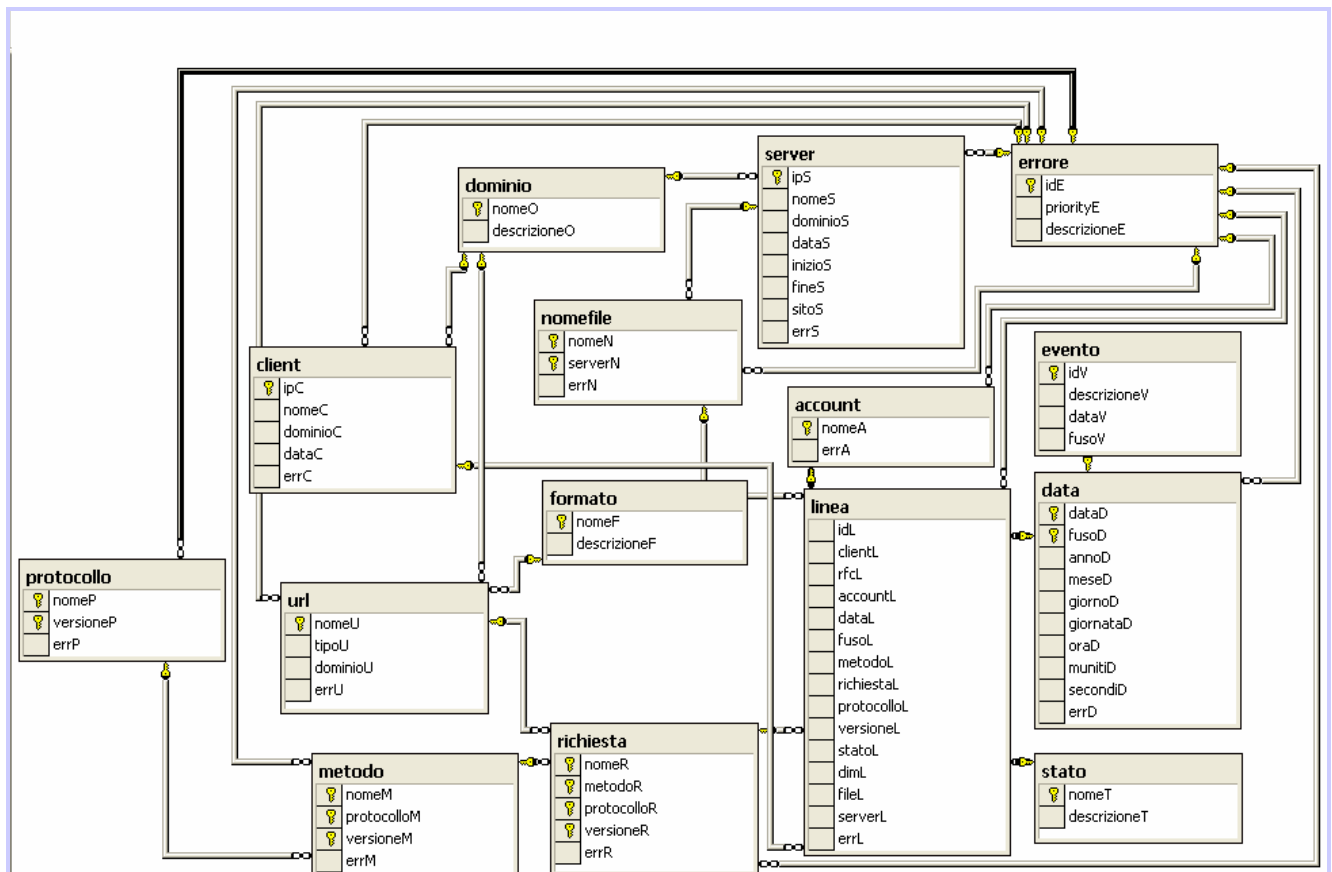 server
ipS
nomeS
dominioS
dataS
inizioS
fineS
sitoS
errS
errore
idE
priorityE
descrizioneE
dominio
nomeO
descrizioneO
nomefile
nomeN
serverN
errN
evento
idV
descrizioneV
dataV
fusoV
client
ipC
nomeC
dominioC
dataC
errC
account
nomeA
errA
formato
nomeF
descrizioneF
linea
idL
clientL
rfcL
accountL
dataL
fusoL
metodoL
richiestaL
protocolloL
versioneL
statoL
dimL
fileL
serverL
errL
data
dataD
fusoD
annoD
meseD
giornoD
giornataD
oraD
munitiD
secondiD
errD
protocollo
nomeP
versioneP
errP
url
nomeU
tipoU
dominioU
errU
richiesta
nomeR
metodoR
protocolloR
versioneR
errR
metodo
nomeM
protocolloM
versioneM
errM
stato
nomeT
descrizioneT